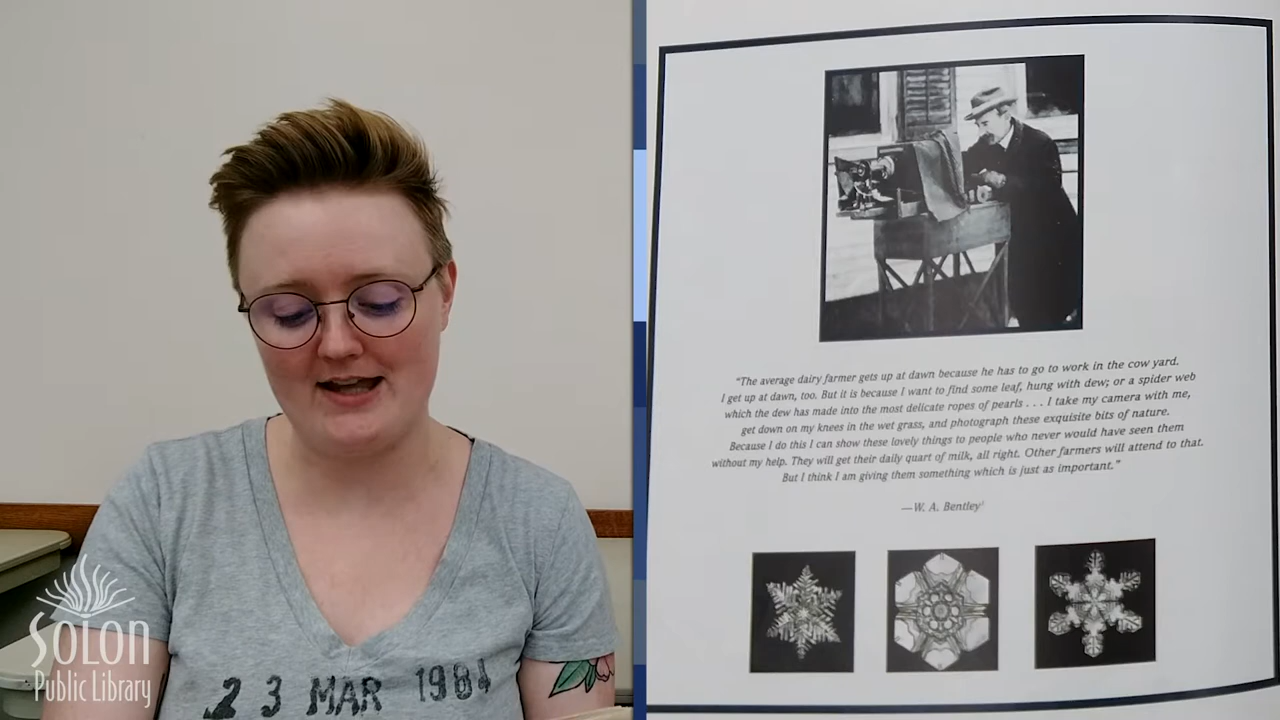 SOLON
Public Library
23 MAR 1984
“The average dairy farmer gets up at dawn because he has to go to work in the cow yard.
I get up at dawn, too. But it is because I want to find some leaf, hung with dew; or a spider web
which the dew has made into the most delicate ropes of pearls . . . I take my camera with me,
get down on my knees in the wet grass, and photograph these exquisite bits of nature.
Because I do this I can show these lovely things to people who never would have seen them
without my help. They will get their daily quart of milk, all right. Other farmers will attend to that.
But I think I am giving them something which is just as important.”
—W. A. Bentley